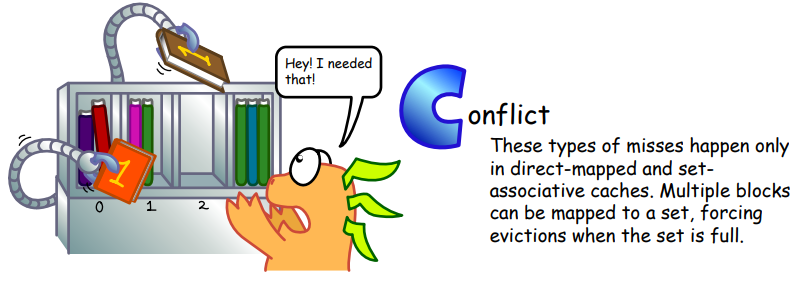 1
Hey! I needed
that!
1
0 1 2
Conflict
These types of misses happen only
in direct-mapped and set-
associative caches. Multiple blocks
can be mapped to a set, forcing
evictions when the set is full.